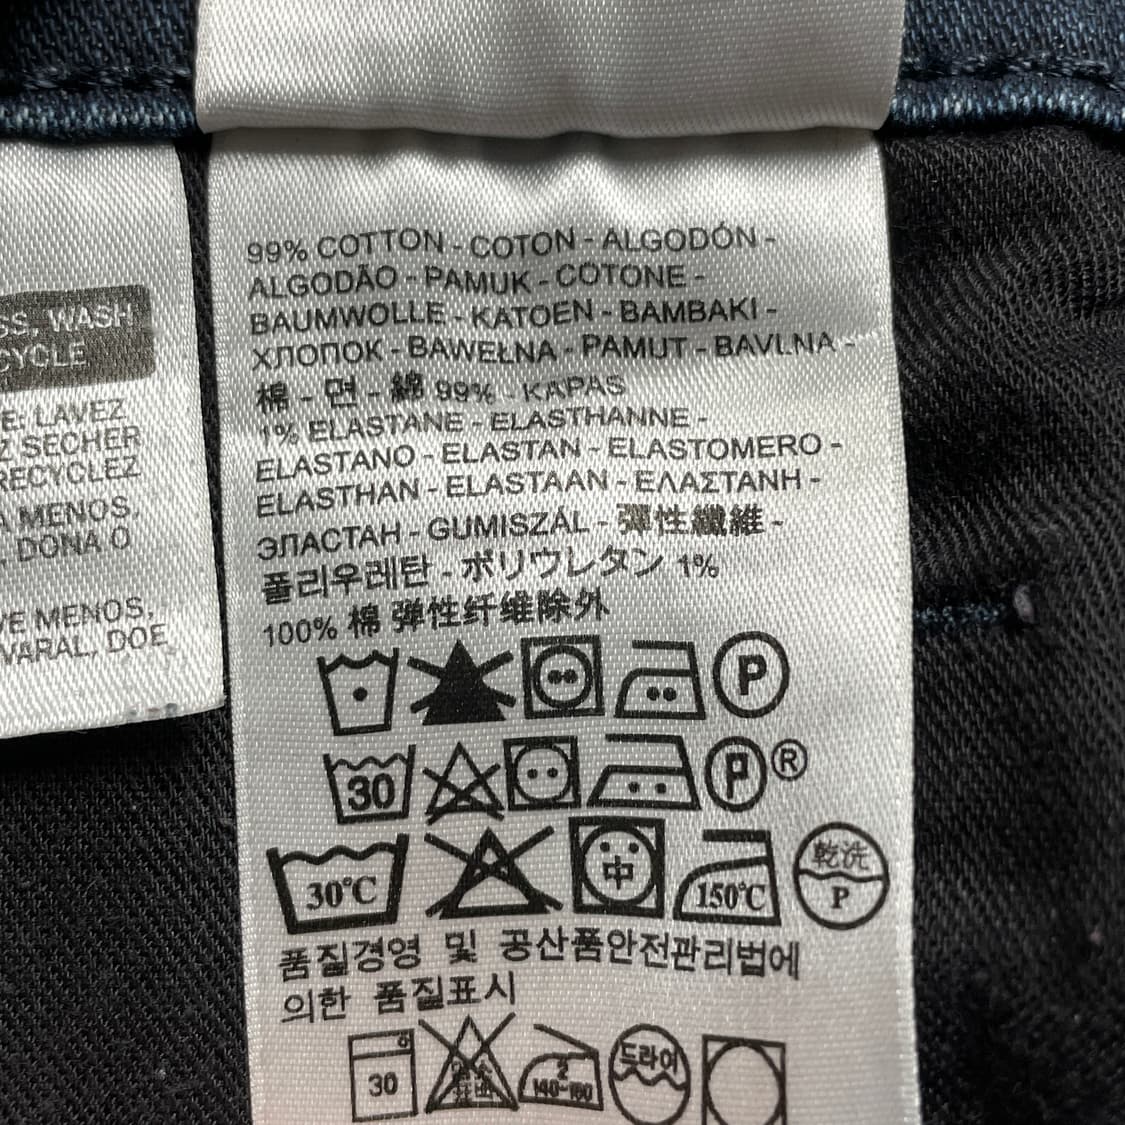 SS, WASH
CYCLE
E: LAVEZ
Z SECHER
RECYCLEZ
A MENOS,
, DONA O
VE MENOS,
VARAL, DOE
99% COTTON - COTON - ALGODÓN -
ALGODÃO - PAMUK - COTONE -
BAUMWOLLE - KATOEN - BAMBAKI -
ХЛОПОК - BAWEŁNA - PAMUT - BAVLNA -
棉 - 면 - 綿 99% - KAPAS
1% ELASTANE - ELASTHANNE -
ELASTANO - ELASTAN - ELASTOMERO -
ELASTHAN - ELASTAAN - ΕΛΑΣΤΑΝΗ -
ЭЛАСТАН - GUMISZÁL - 彈性纖維 -
폴리우레탄 - ポリウレタン 1%
100% 棉 弹性纤维除外
P
30 P ®
30℃ 中 150℃ 乾洗 P
품질경영 및 공산품안전관리법에
의한 품질표시
30 2 140~160 드라이